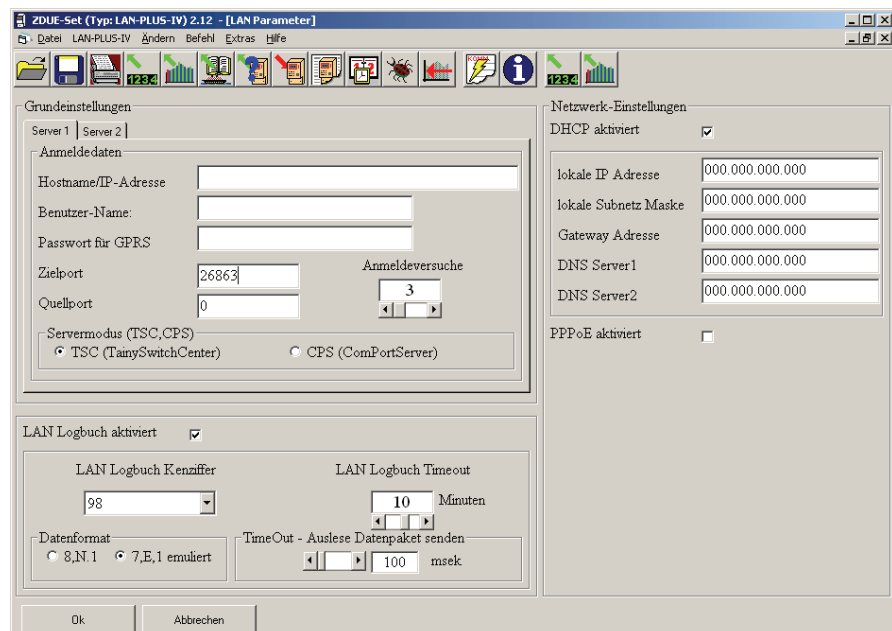 ZDUE-Set (Typ: LAN-PLUS-IV) 2.12 - [LAN Parameter]
Datei LAN-PLUS-IV Ändern Befehl Extras Hilfe
123,4
KOMM
123,4
Grundeinstellungen
Server 1 Server 2
Anmeldedaten
Hostname/IP-Adresse
Benutzer-Name:
Passwort für GPRS
Zielport 26863
Anmeldeversuche
3
Quellport 0
Servermodus (TSC,CPS)
TSC (TainySwitchCenter) CPS (ComPortServer)
LAN Logbuch aktiviert
LAN Logbuch Kenziffer
98
LAN Logbuch Timeout
10 Minuten
Datenformat
8,N.1 7,E,1 emuliert
TimeOut - Auslese Datenpaket senden
100 msek
Netzwerk-Einstellungen
DHCP aktiviert
lokale IP Adresse 000.000.000.000
lokale Subnetz Maske 000.000.000.000
Gateway Adresse 000.000.000.000
DNS Server1 000.000.000.000
DNS Server2 000.000.000.000
PPPoE aktiviert
Ok Abbrechen